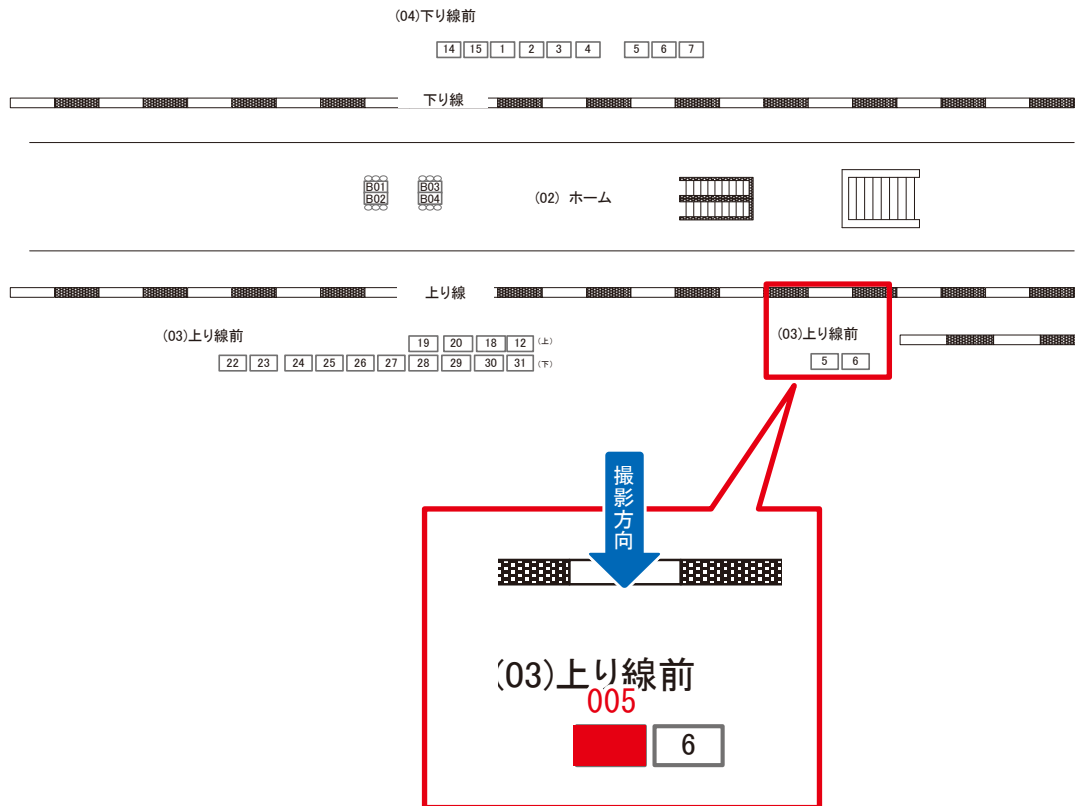 (04)下り線前
14 15 1 2 3 4 5 6 7
下り線
B01 B03
B02 B04
(02) ホーム
上り線
(03)上り線前
19 20 18 12 (上)
22 23 24 25 26 27 28 29 30 31 (下)
(03)上り線前
5 6
撮影方向
(03)上り線前
005
6